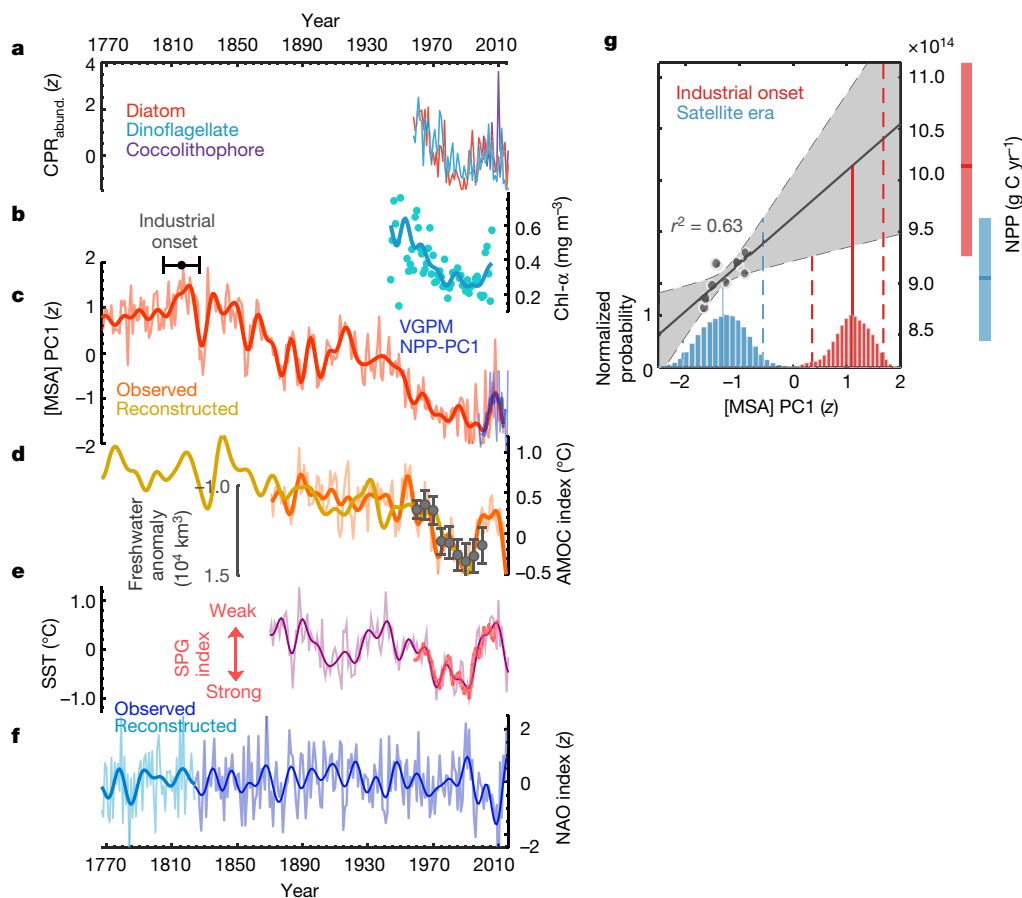 Year
1770 1810 1850 1890 1930 1970 2010
a
4
2
0
CPRabund. (z)
Diatom
Dinoflagellate
Coccolithophore
b
0.6
0.4
0.2
Chl-α (mg m−3)
Industrial
onset
c
2
1
0
−1
−2
[MSA] PC1 (z)
VGPM
NPP-PC1
Observed
Reconstructed
d
−1.0
1.5
Freshwater
anomaly
(10⁴ km³)
1.0
0.5
0
−0.5
AMOC index (°C)
e
1.0
0
−1.0
SST (°C)
Weak
SPG
index
Strong
Observed
Reconstructed
f
2
0
−2
NAO index (z)
1770 1810 1850 1890 1930 1970 2010
Year
g
×10¹⁴
Industrial onset
Satellite era
r² = 0.63
11.0
10.5
10.0
9.5
9.0
8.5
NPP (g C yr−1)
Normalized
probability
1
0
−2 −1 0 1 2
[MSA] PC1 (z)